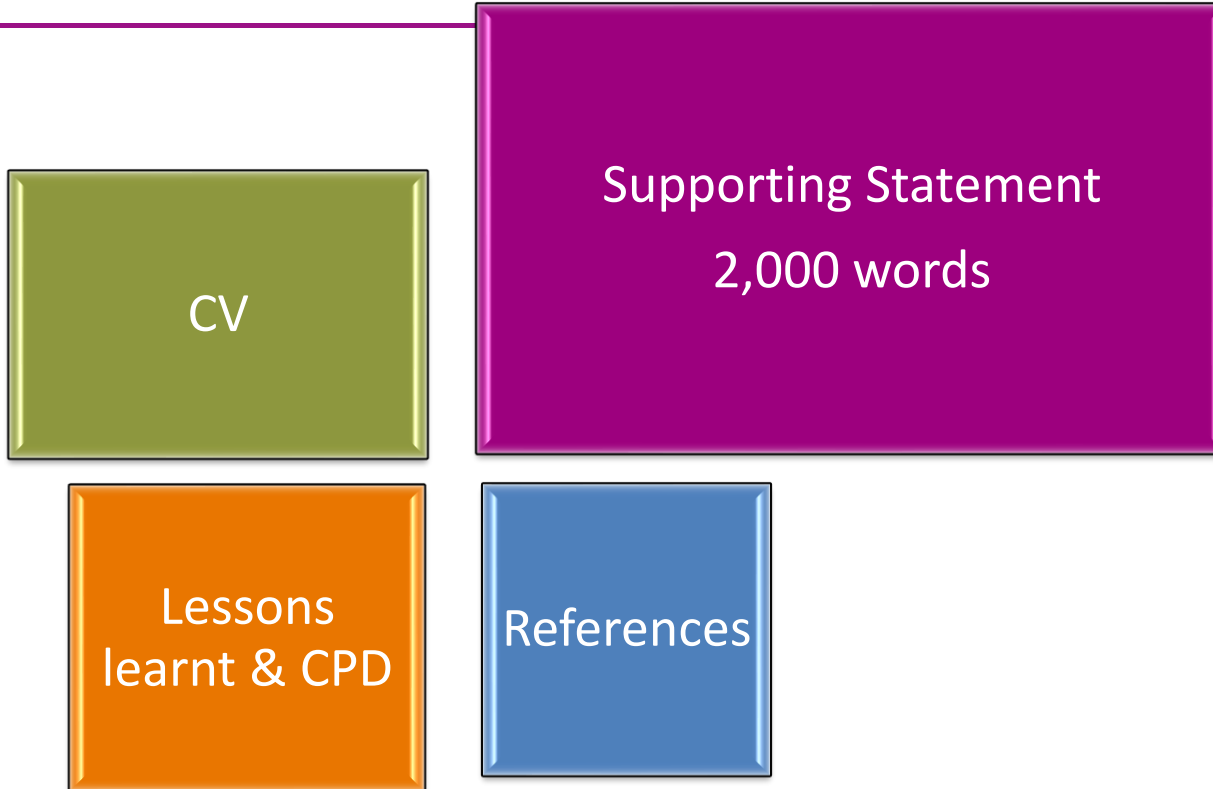 Supporting Statement
2,000 words
CV
Lessons
learnt & CPD
References